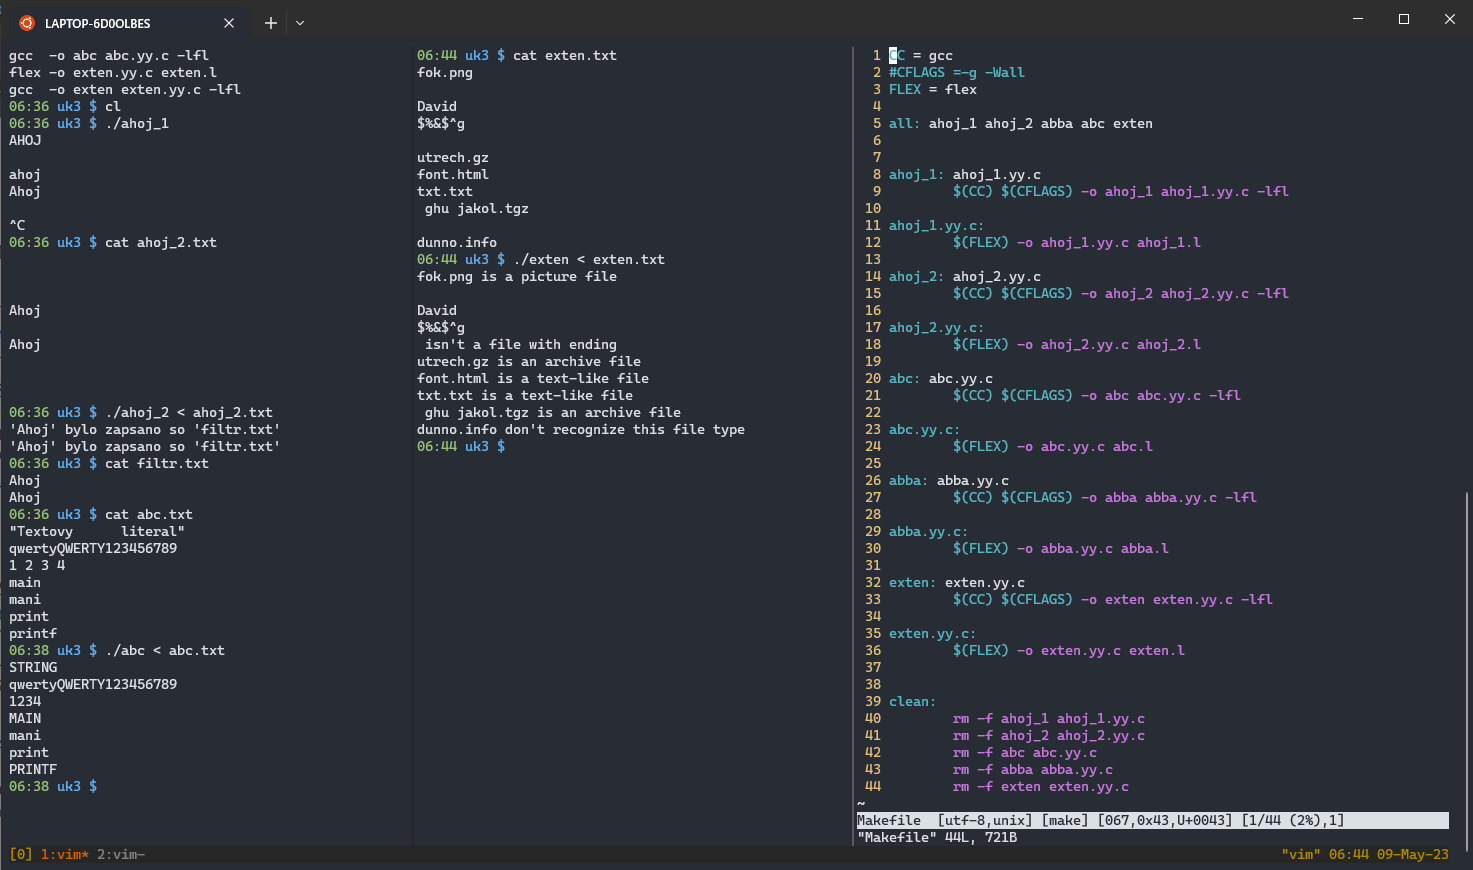 LAPTOP-6D0OLBES
gcc  -o abc abc.yy.c -lfl
flex -o exten.yy.c exten.l
gcc  -o exten exten.yy.c -lfl
06:36 uk3 $ cl
06:36 uk3 $ ./ahoj_1
AHOJ
ahoj
Ahoj
^C
06:36 uk3 $ cat ahoj_2.txt
Ahoj
Ahoj
06:36 uk3 $ ./ahoj_2 < ahoj_2.txt
'Ahoj' bylo zapsano so 'filtr.txt'
'Ahoj' bylo zapsano so 'filtr.txt'
06:36 uk3 $ cat filtr.txt
Ahoj
Ahoj
06:36 uk3 $ cat abc.txt
"Textovy      literal"
qwertyQWERTY123456789
1 2 3 4
main
mani
print
printf
06:38 uk3 $ ./abc < abc.txt
STRING
qwertyQWERTY123456789
1234
MAIN
mani
print
PRINTF
06:38 uk3 $
06:44 uk3 $ cat exten.txt
fok.png
David
$%&$^g
utrech.gz
font.html
txt.txt
 ghu jakol.tgz
dunno.info
06:44 uk3 $ ./exten < exten.txt
fok.png is a picture file
David
$%&$^g
 isn't a file with ending
utrech.gz is an archive file
font.html is a text-like file
txt.txt is a text-like file
 ghu jakol.tgz is an archive file
dunno.info don't recognize this file type
06:44 uk3 $
1 CC = gcc
2 #CFLAGS =-g -Wall
3 FLEX = flex
4
5 all: ahoj_1 ahoj_2 abba abc exten
6
7
8 ahoj_1: ahoj_1.yy.c
9         $(CC) $(CFLAGS) -o ahoj_1 ahoj_1.yy.c -lfl
10
11 ahoj_1.yy.c:
12         $(FLEX) -o ahoj_1.yy.c ahoj_1.l
13
14 ahoj_2: ahoj_2.yy.c
15         $(CC) $(CFLAGS) -o ahoj_2 ahoj_2.yy.c -lfl
16
17 ahoj_2.yy.c:
18         $(FLEX) -o ahoj_2.yy.c ahoj_2.l
19
20 abc: abc.yy.c
21         $(CC) $(CFLAGS) -o abc abc.yy.c -lfl
22
23 abc.yy.c:
24         $(FLEX) -o abc.yy.c abc.l
25
26 abba: abba.yy.c
27         $(CC) $(CFLAGS) -o abba abba.yy.c -lfl
28
29 abba.yy.c:
30         $(FLEX) -o abba.yy.c abba.l
31
32 exten: exten.yy.c
33         $(CC) $(CFLAGS) -o exten exten.yy.c -lfl
34
35 exten.yy.c:
36         $(FLEX) -o exten.yy.c exten.l
37
38
39 clean:
40         rm -f ahoj_1 ahoj_1.yy.c
41         rm -f ahoj_2 ahoj_2.yy.c
42         rm -f abc abc.yy.c
43         rm -f abba abba.yy.c
44         rm -f exten exten.yy.c
~
Makefile  [utf-8,unix] [make] [067,0x43,U+0043] [1/44 (2%),1]
"Makefile" 44L, 721B
[0] 1:vim* 2:vim-
"vim" 06:44 09-May-23